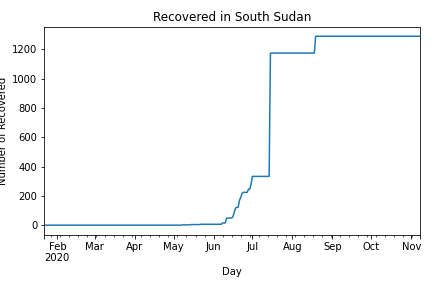 Recovered in South Sudan
Number of Recovered
1200
1000
800
600
400
200
0
Feb Mar Apr May Jun Jul Aug Sep Oct Nov
2020
Day